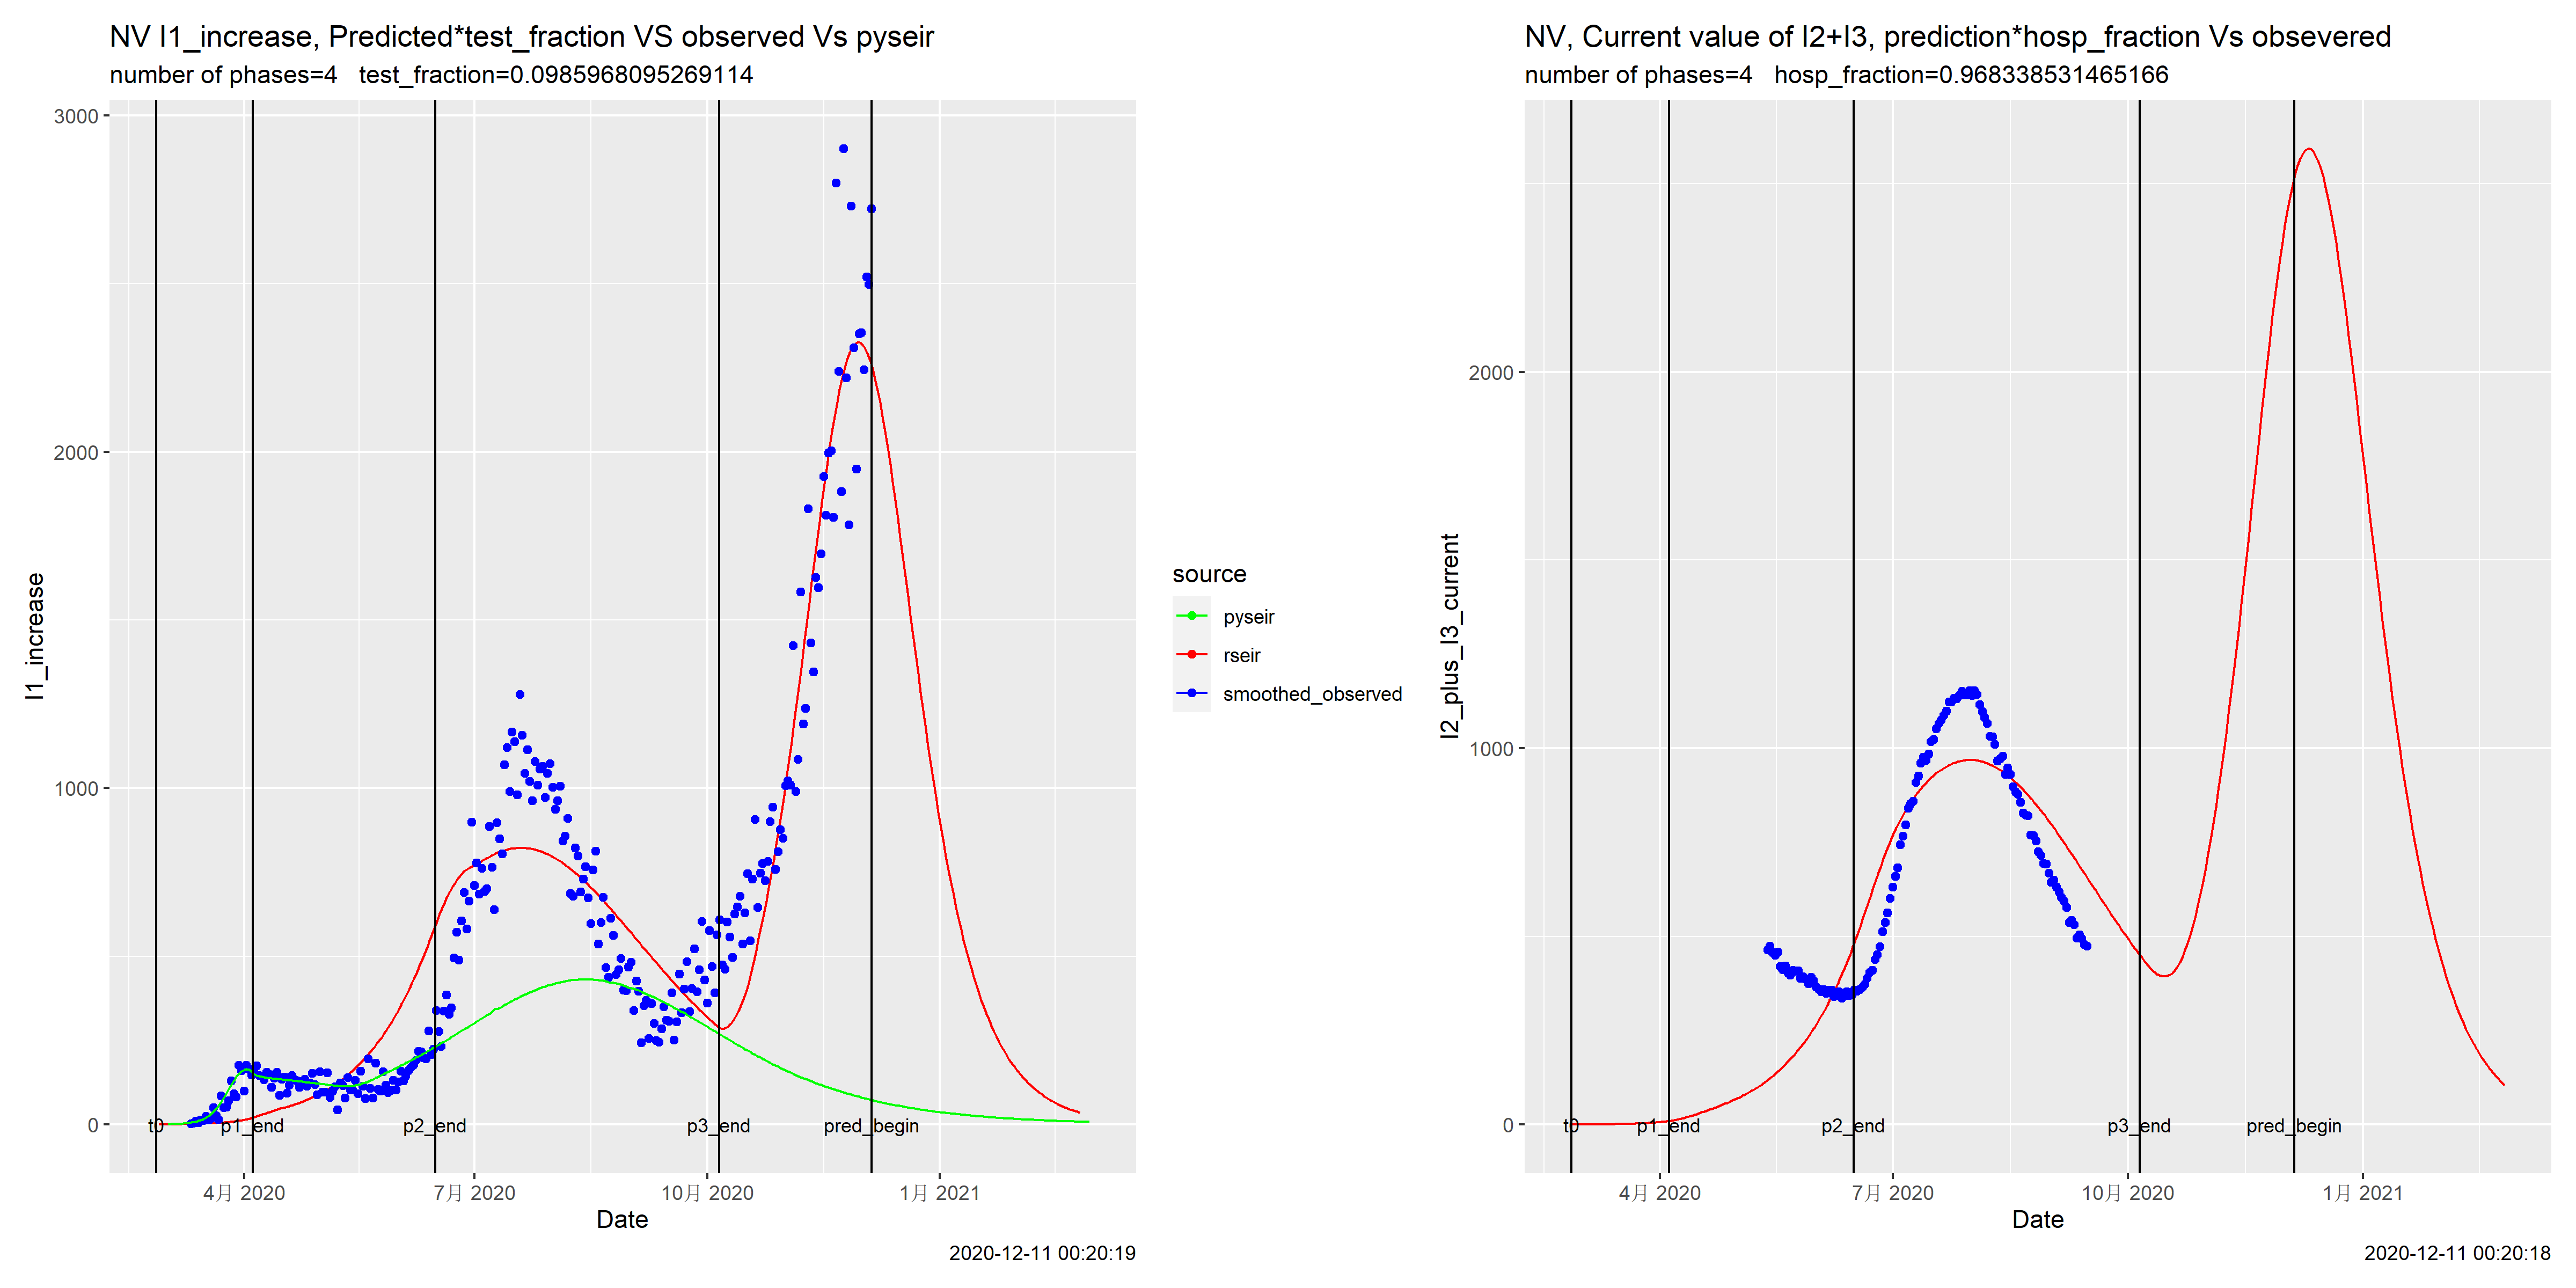 NV I1_increase, Predicted*test_fraction VS observed Vs pyseir
number of phases=4   test_fraction=0.0985968095269114
I1_increase
3000
2000
1000
0
t0
p1_end
p2_end
p3_end
pred_begin
4月 2020
7月 2020
10月 2020
1月 2021
Date
2020-12-11 00:20:19
source
pyseir
rseir
smoothed_observed
NV, Current value of I2+I3, prediction*hosp_fraction Vs obsevered
number of phases=4   hosp_fraction=0.968338531465166
I2_plus_I3_current
2000
1000
0
t0
p1_end
p2_end
p3_end
pred_begin
4月 2020
7月 2020
10月 2020
1月 2021
Date
2020-12-11 00:20:18